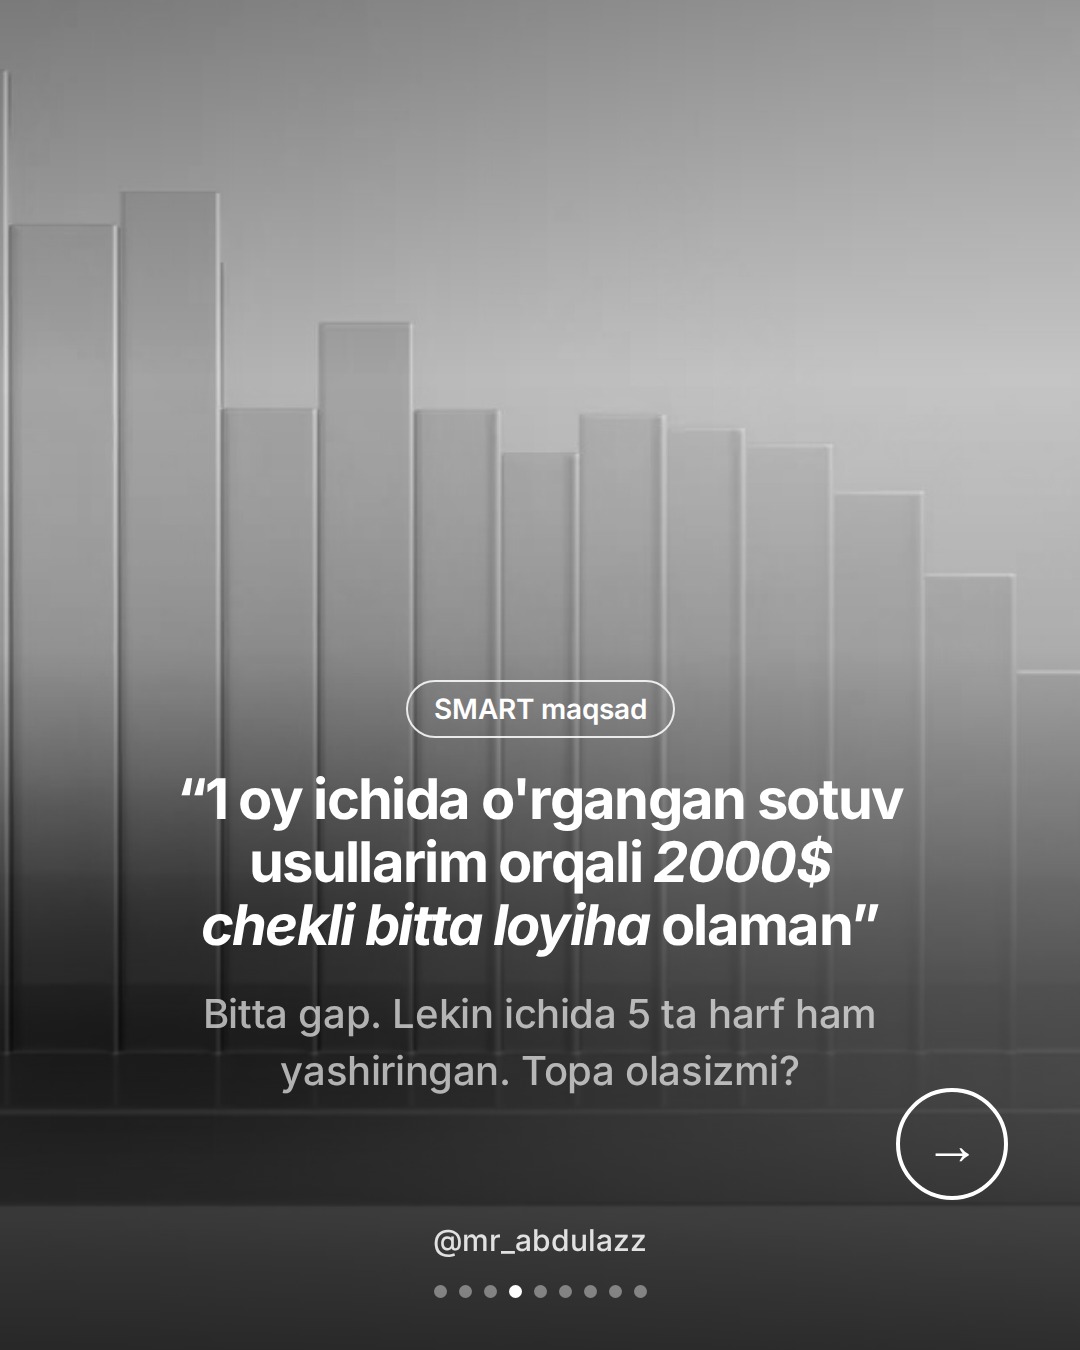 SMART maqsad
“1 oy ichida o'rgangan sotuv
usullarim orqali 2000$
chekli bitta loyiha olaman”
Bitta gap. Lekin ichida 5 ta harf ham
yashiringan. Topa olasizmi?
→
@mr_abdulazz